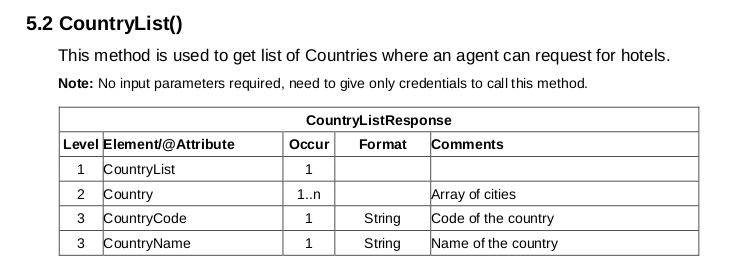 5.2 CountryList()
This method is used to get list of Countries where an agent can request for hotels.
Note: No input parameters required, need to give only credentials to call this method.
CountryListResponse
Level Element/@Attribute Occur Format Comments
1 CountryList 1
2 Country 1..n Array of cities
3 CountryCode 1 String Code of the country
3 CountryName 1 String Name of the country